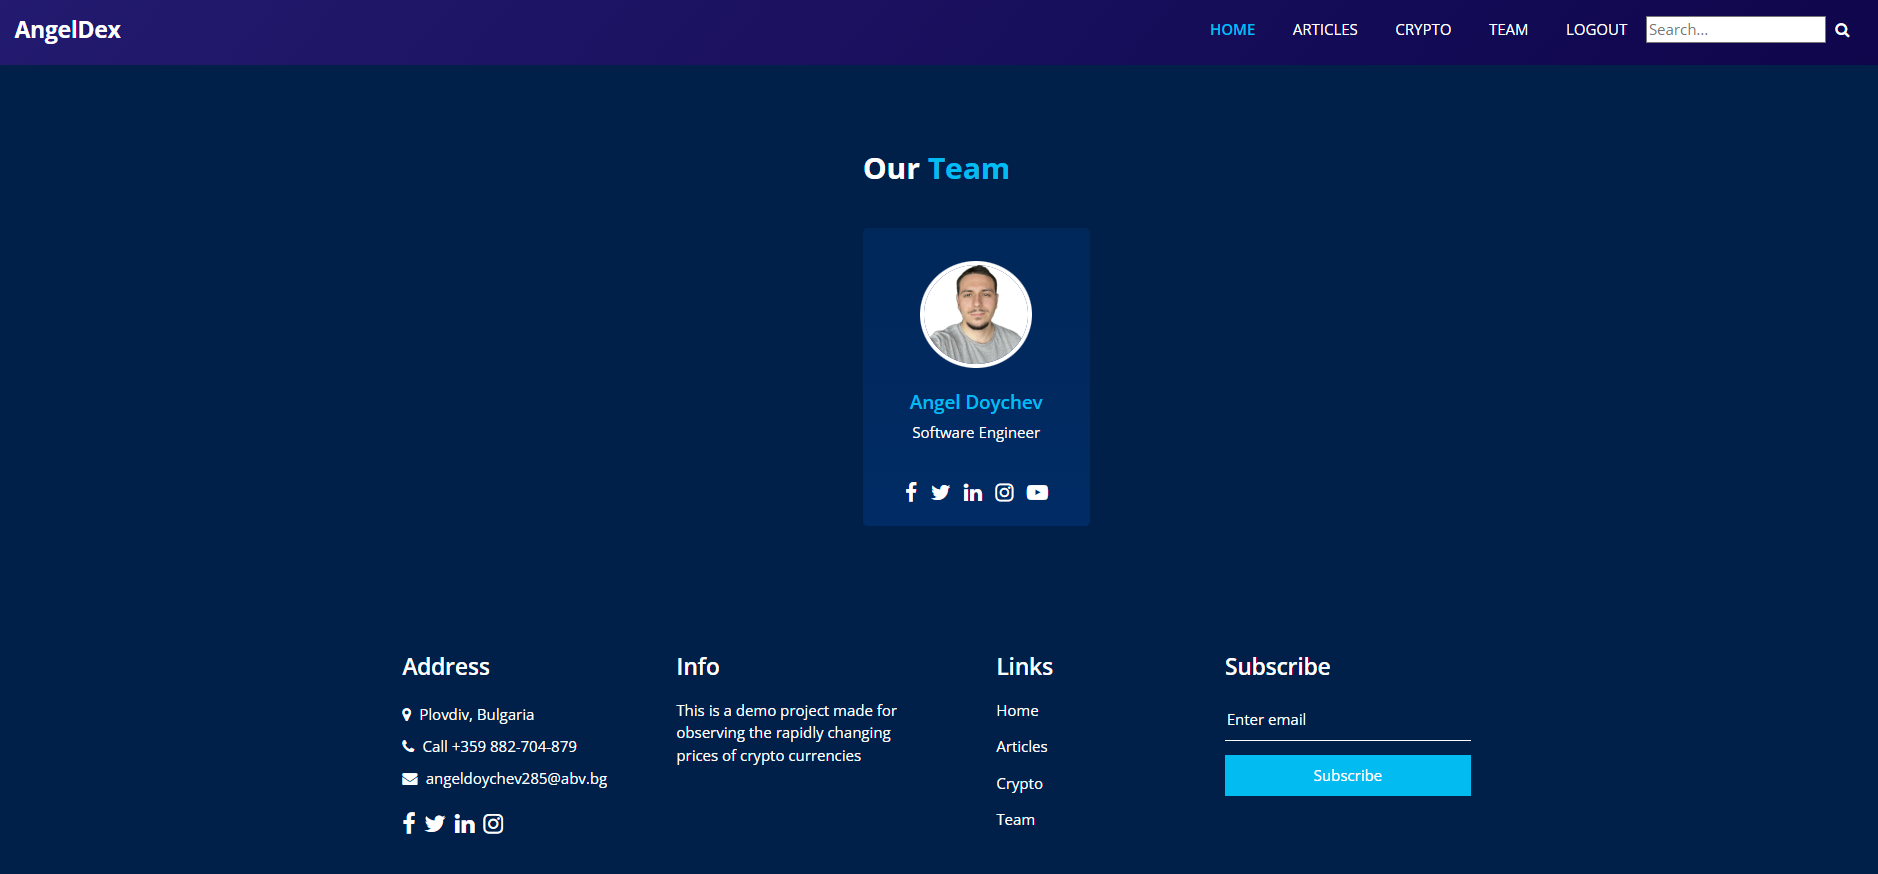 AngelDex
HOME ARTICLES CRYPTO TEAM LOGOUT Search...
Our Team
Angel Doychev
Software Engineer
Address
Plovdiv, Bulgaria
Call +359 882-704-879
angeldoychev285@abv.bg
Info
This is a demo project made for
observing the rapidly changing
prices of crypto currencies
Links
Home
Articles
Crypto
Team
Subscribe
Enter email
Subscribe